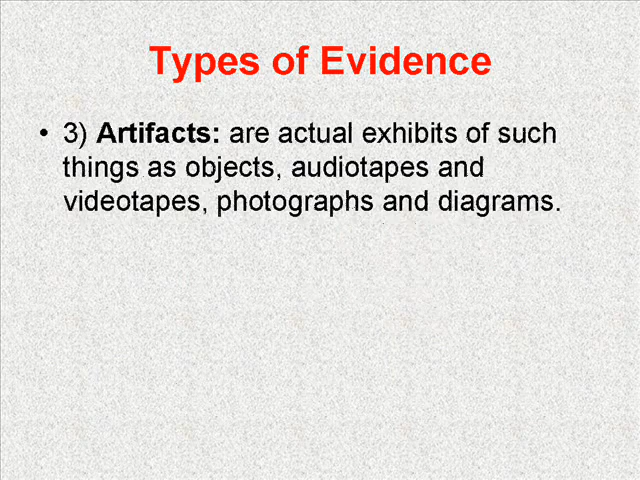 Types of Evidence
• 3) Artifacts: are actual exhibits of such
things as objects, audiotapes and
videotapes, photographs and diagrams.